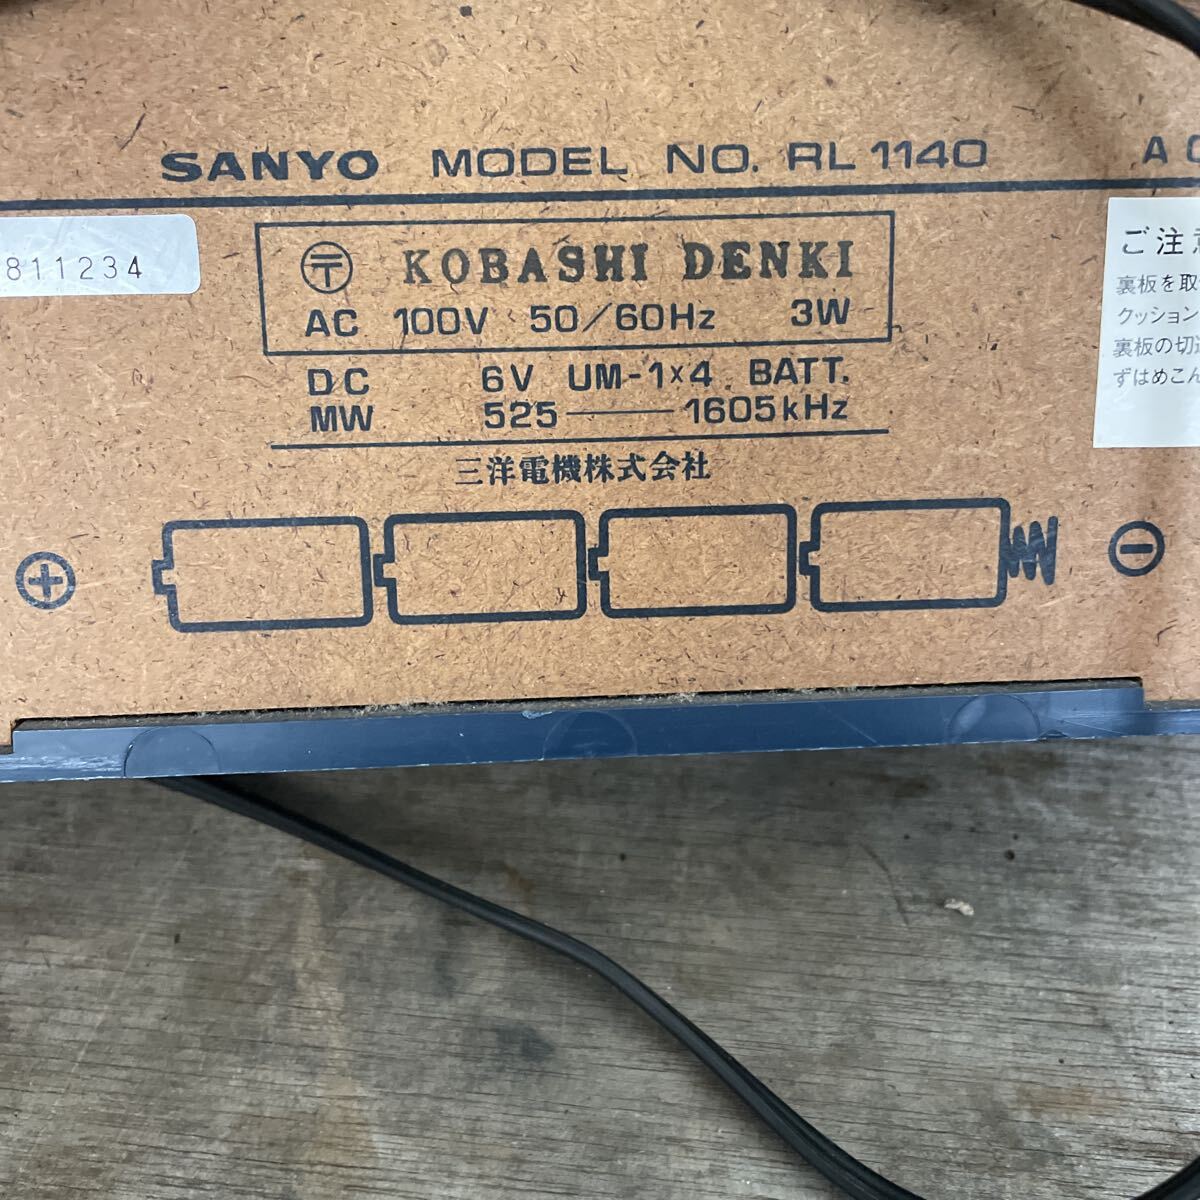 SANYO MODEL NO. RL 1140
A
811234
〒 KOBASHI DENKI
AC 100V 50/60Hz 3W
DC 6V UM-1×4 BATT.
MW 525——1605kHz
三洋電機株式会社
⊕ ⊖
ご注意
裏板を取
クッション
裏板の切
ずはめこん